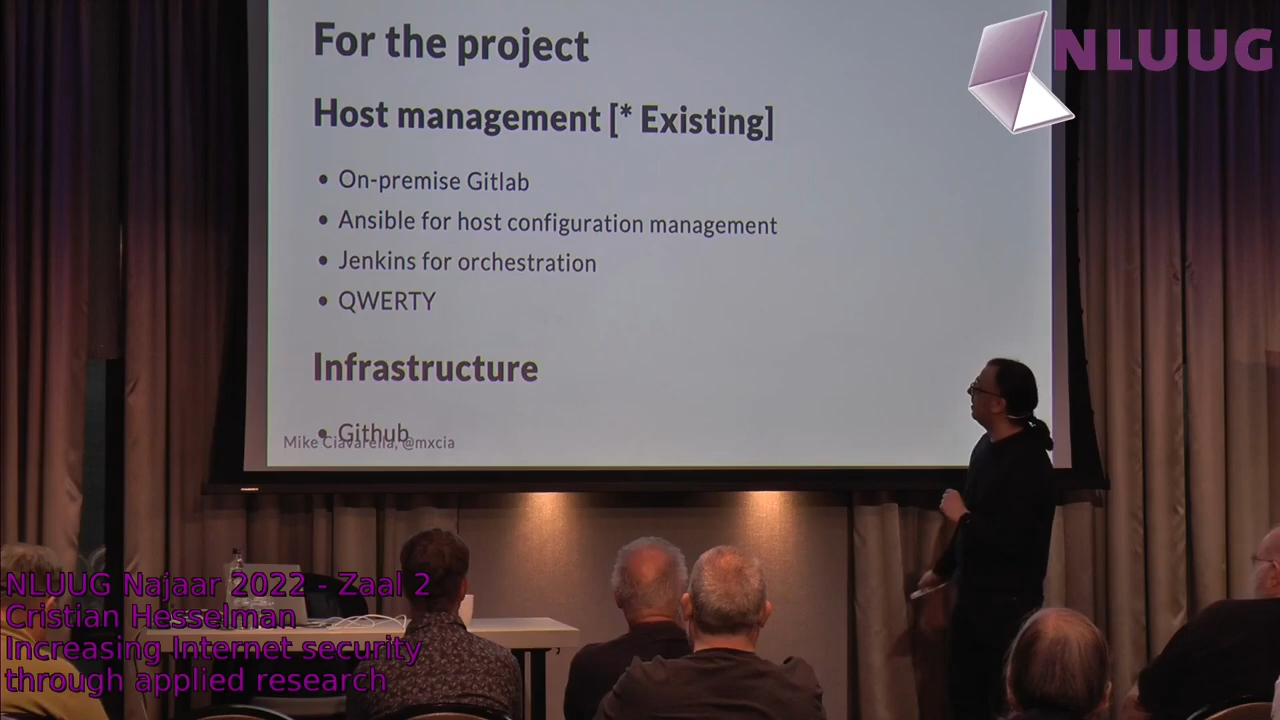 For the project
Host management [* Existing]
• On-premise Gitlab
• Ansible for host configuration management
• Jenkins for orchestration
• QWERTY
Infrastructure
• Github
Mike Ciavarella, @mxcia
NLUUG
NLUUG Najaar 2022 - Zaal 2
Cristian Hesselman
Increasing Internet security
through applied research